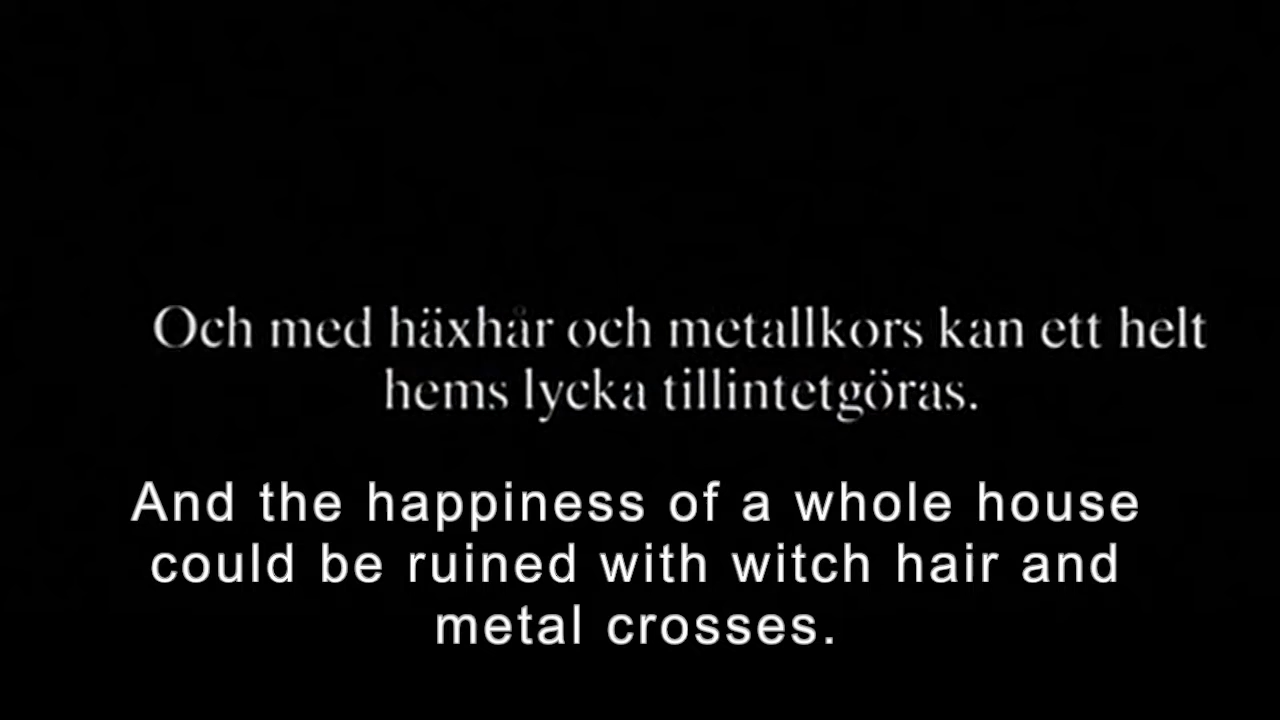 Och med häxhår och metallkors kan ett helt
hems lycka tillintetgöras.
And the happiness of a whole house
could be ruined with witch hair and
metal crosses.